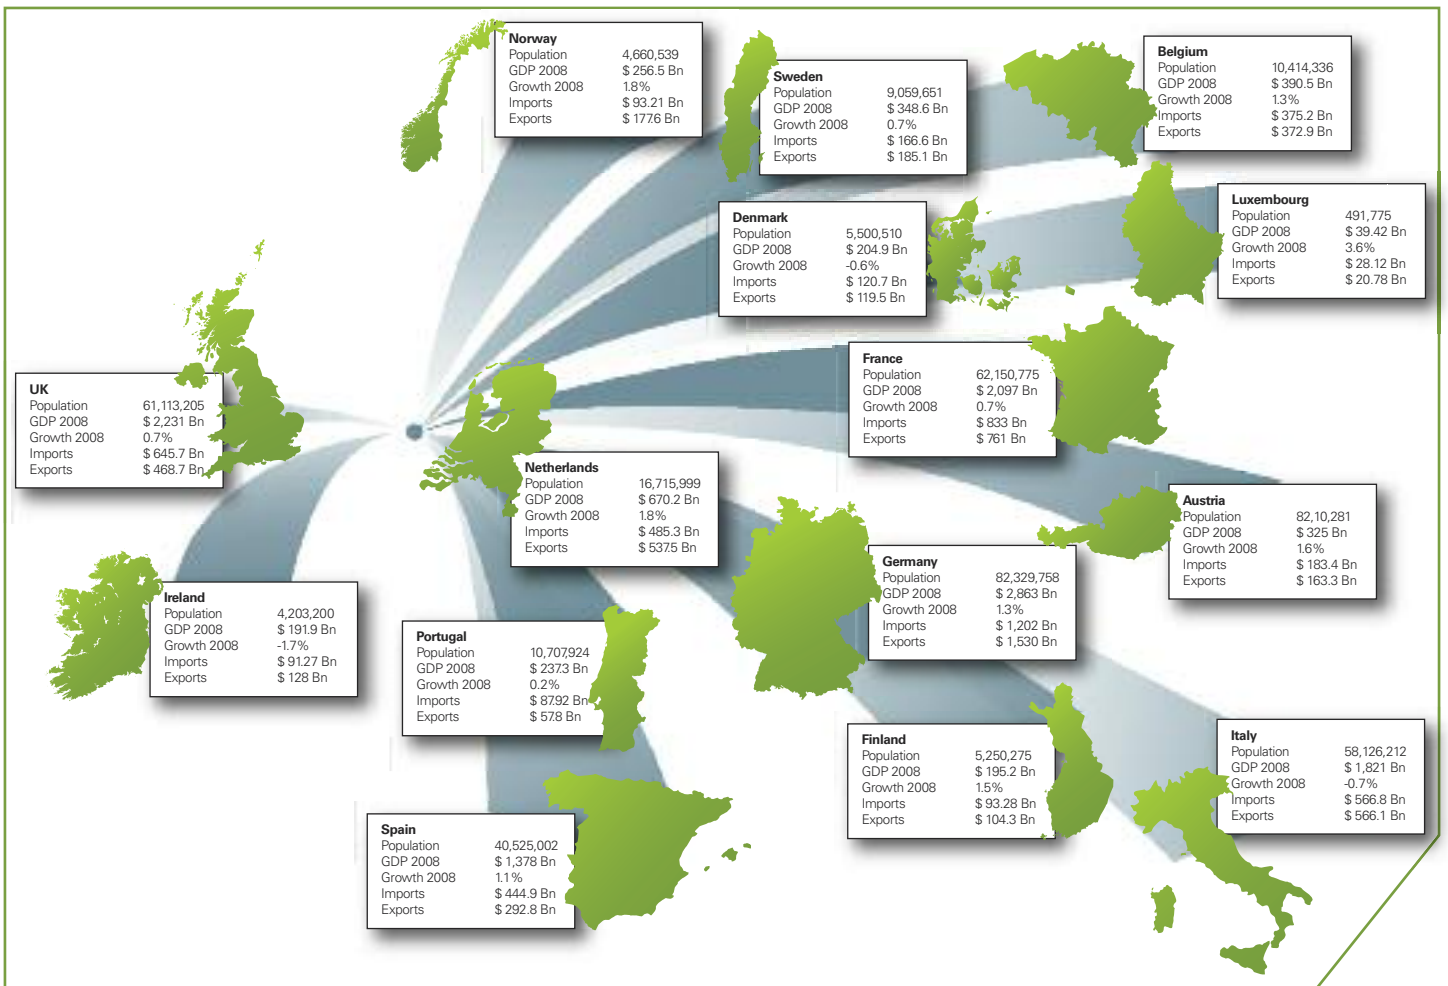 Norway
Population 4,660,539
GDP 2008 $ 256.5 Bn
Growth 2008 1.8%
Imports $ 93.21 Bn
Exports $ 177.6 Bn
Sweden
Population 9,059,651
GDP 2008 $ 348.6 Bn
Growth 2008 0.7%
Imports $ 166.6 Bn
Exports $ 185.1 Bn
Belgium
Population 10,414,336
GDP 2008 $ 390.5 Bn
Growth 2008 1.3%
Imports $ 375.2 Bn
Exports $ 372.9 Bn
Denmark
Population 5,500,510
GDP 2008 $ 204.9 Bn
Growth 2008 -0.6%
Imports $ 120.7 Bn
Exports $ 119.5 Bn
Luxembourg
Population 491,775
GDP 2008 $ 39.42 Bn
Growth 2008 3.6%
Imports $ 28.12 Bn
Exports $ 20.78 Bn
UK
Population 61,113,205
GDP 2008 $ 2,231 Bn
Growth 2008 0.7%
Imports $ 645.7 Bn
Exports $ 468.7 Bn
France
Population 62,150,775
GDP 2008 $ 2,097 Bn
Growth 2008 0.7%
Imports $ 833 Bn
Exports $ 761 Bn
Netherlands
Population 16,715,999
GDP 2008 $ 670.2 Bn
Growth 2008 1.8%
Imports $ 485.3 Bn
Exports $ 537.5 Bn
Austria
Population 82,10,281
GDP 2008 $ 325 Bn
Growth 2008 1.6%
Imports $ 183.4 Bn
Exports $ 163.3 Bn
Germany
Population 82,329,758
GDP 2008 $ 2,863 Bn
Growth 2008 1.3%
Imports $ 1,202 Bn
Exports $ 1,530 Bn
Ireland
Population 4,203,200
GDP 2008 $ 191.9 Bn
Growth 2008 -1.7%
Imports $ 91.27 Bn
Exports $ 128 Bn
Portugal
Population 10,707,924
GDP 2008 $ 237.3 Bn
Growth 2008 0.2%
Imports $ 87.92 Bn
Exports $ 57.8 Bn
Finland
Population 5,250,275
GDP 2008 $ 195.2 Bn
Growth 2008 1.5%
Imports $ 93.28 Bn
Exports $ 104.3 Bn
Italy
Population 58,126,212
GDP 2008 $ 1,821 Bn
Growth 2008 -0.7%
Imports $ 566.8 Bn
Exports $ 566.1 Bn
Spain
Population 40,525,002
GDP 2008 $ 1,378 Bn
Growth 2008 1.1%
Imports $ 444.9 Bn
Exports $ 292.8 Bn